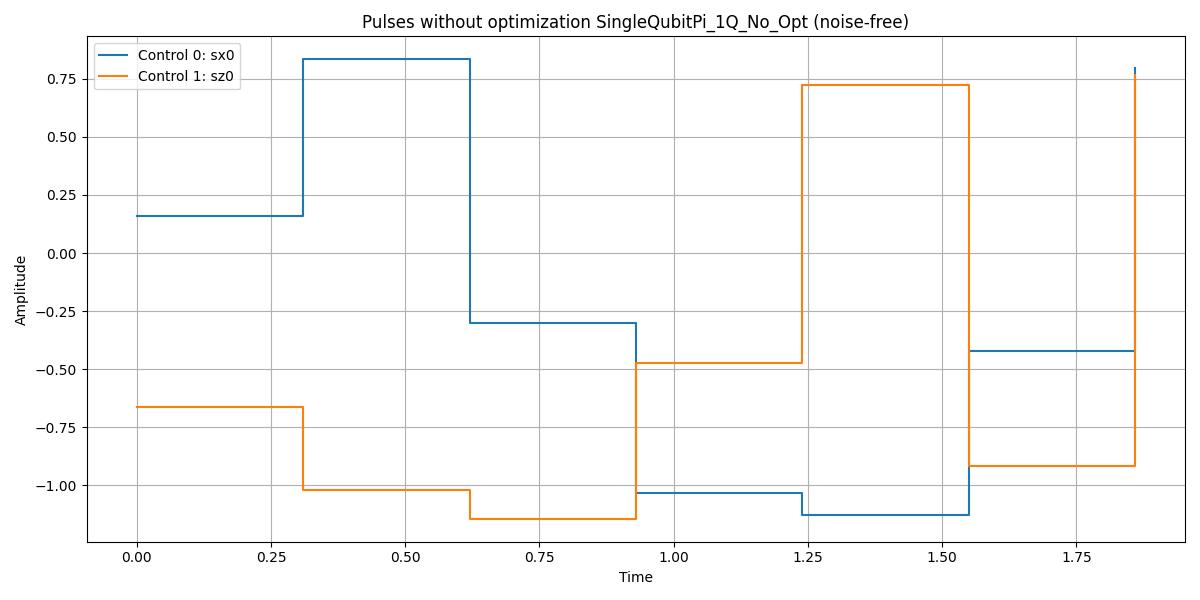 Pulses without optimization SingleQubitPi_1Q_No_Opt (noise-free)
Control 0: sx0
Control 1: sz0
0.75
0.50
0.25
0.00
−0.25
−0.50
−0.75
−1.00
Amplitude
0.00 0.25 0.50 0.75 1.00 1.25 1.50 1.75
Time